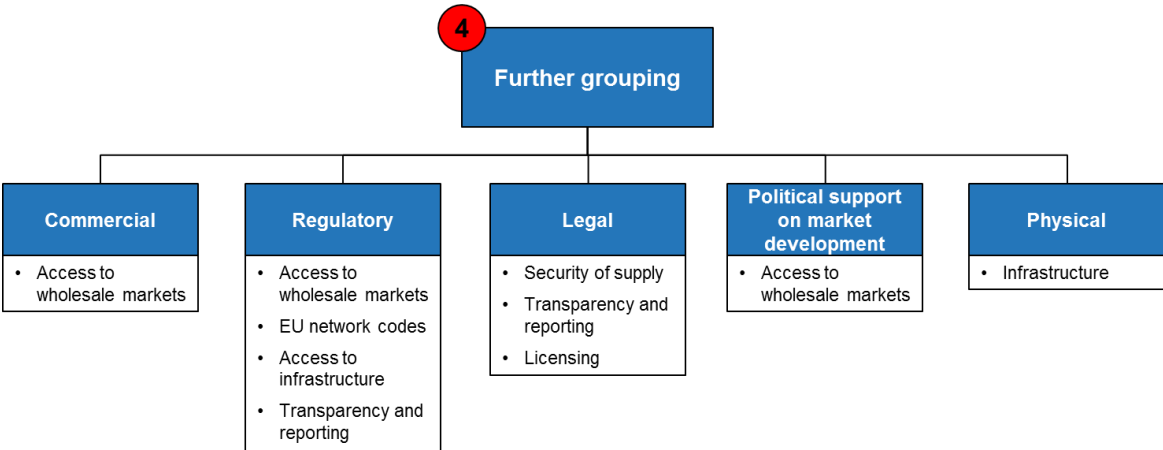 4
Further grouping
Commercial
• Access to
wholesale markets
Regulatory
• Access to
wholesale markets
• EU network codes
• Access to
infrastructure
• Transparency and
reporting
Legal
• Security of supply
• Transparency and
reporting
• Licensing
Political support
on market
development
• Access to
wholesale markets
Physical
• Infrastructure